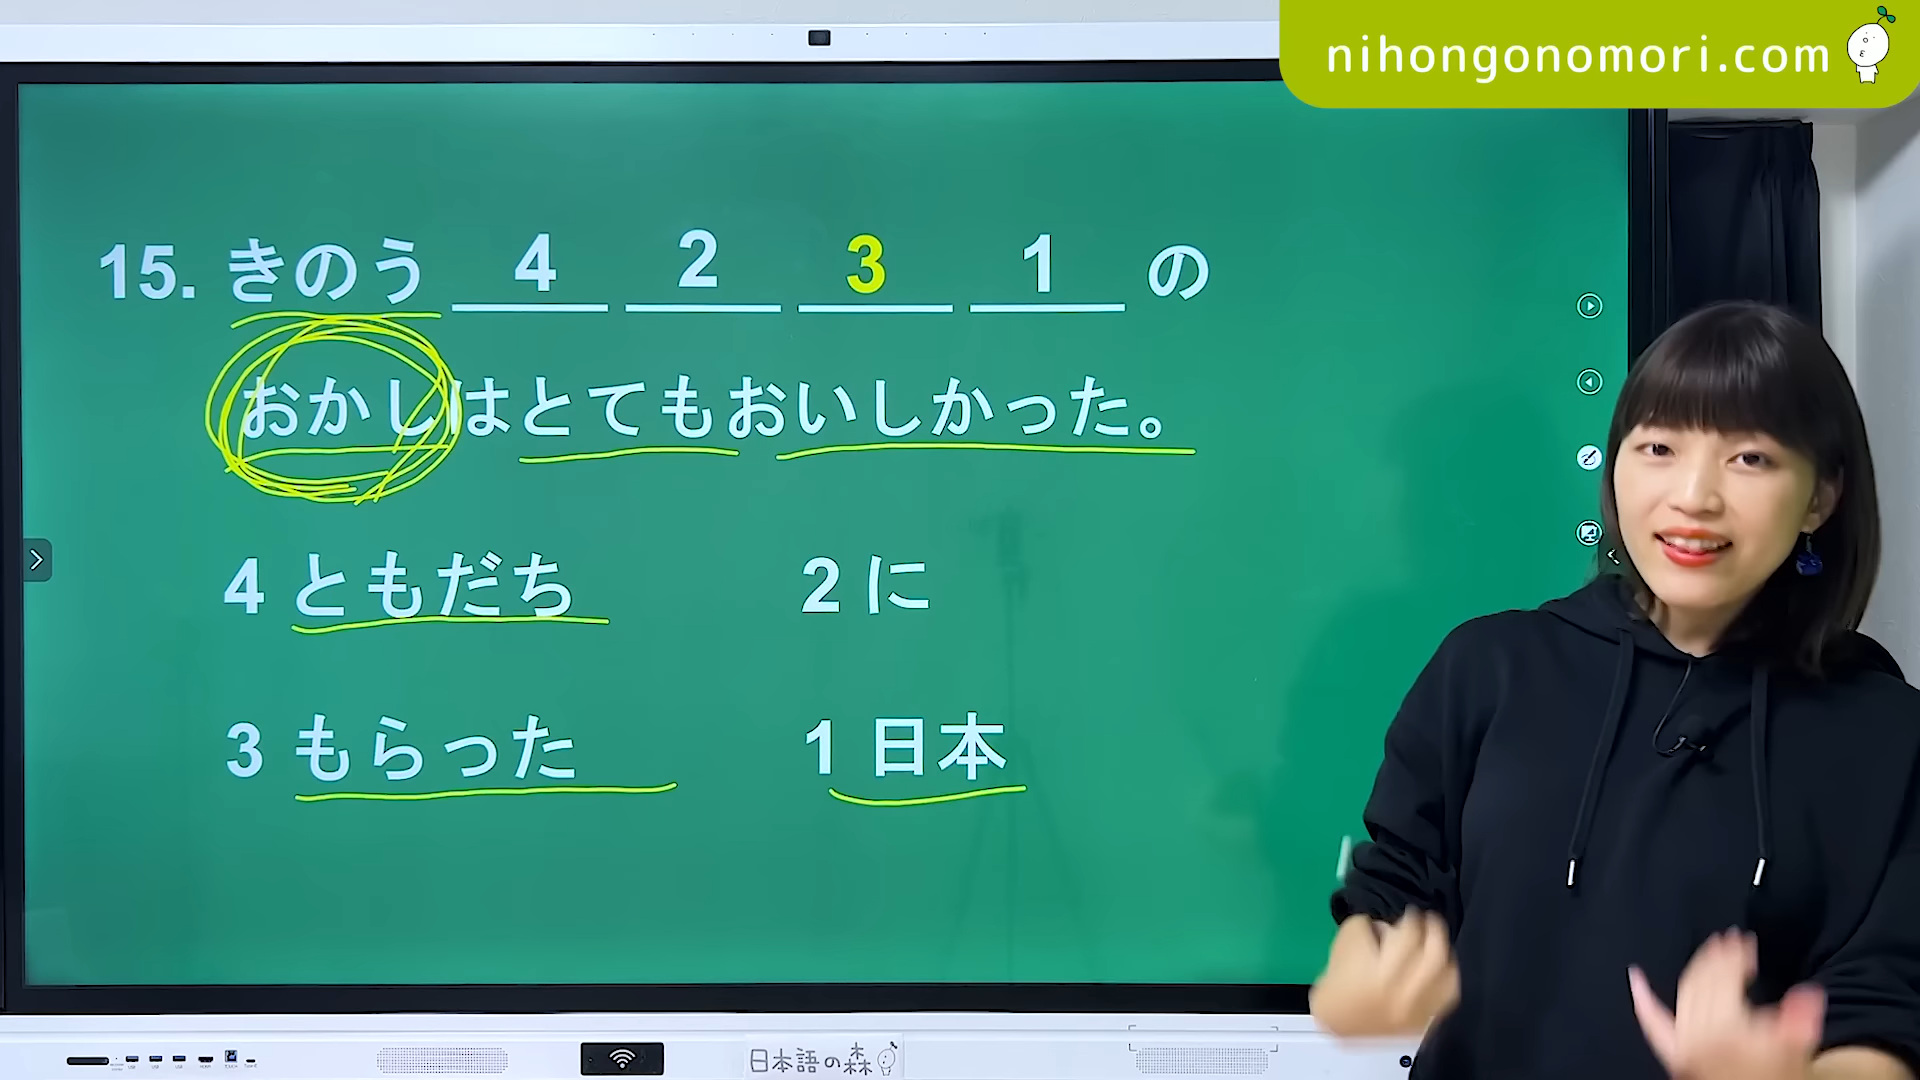 nihongonomori.com
15. きのう 4 2 3 1 の
おかしはとてもおいしかった。
4 ともだち 2 に
3 もらった 1 日本
日本語の森